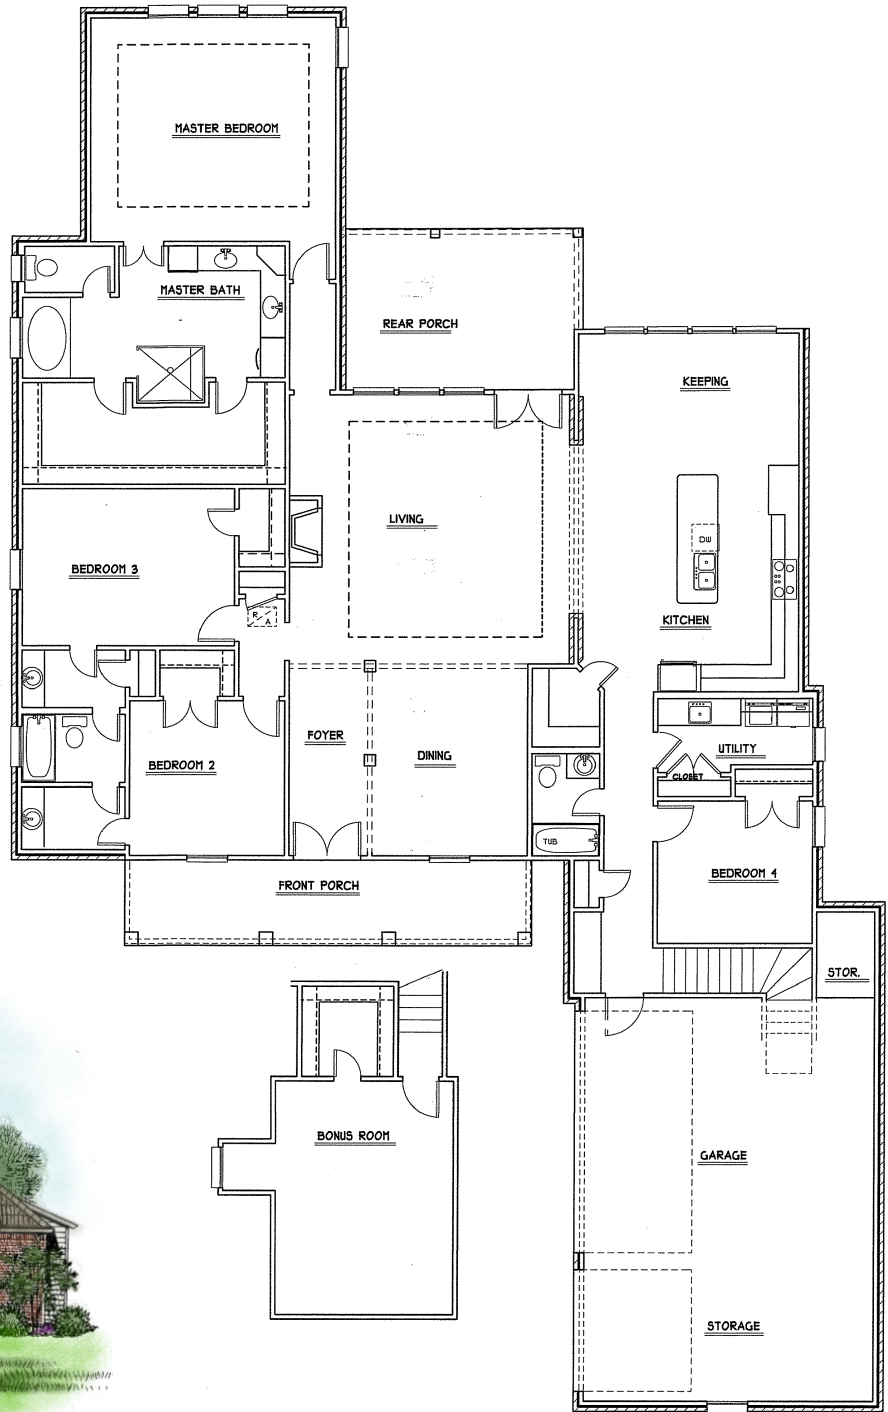 MASTER BEDROOM
MASTER BATH
REAR PORCH
KEEPING
LIVING
DW
BEDROOM 3
R
A
KITCHEN
FOYER
DINING
BEDROOM 2
UTILITY
CLOSET
TUB
BEDROOM 4
FRONT PORCH
STOR.
BONUS ROOM
GARAGE
STORAGE